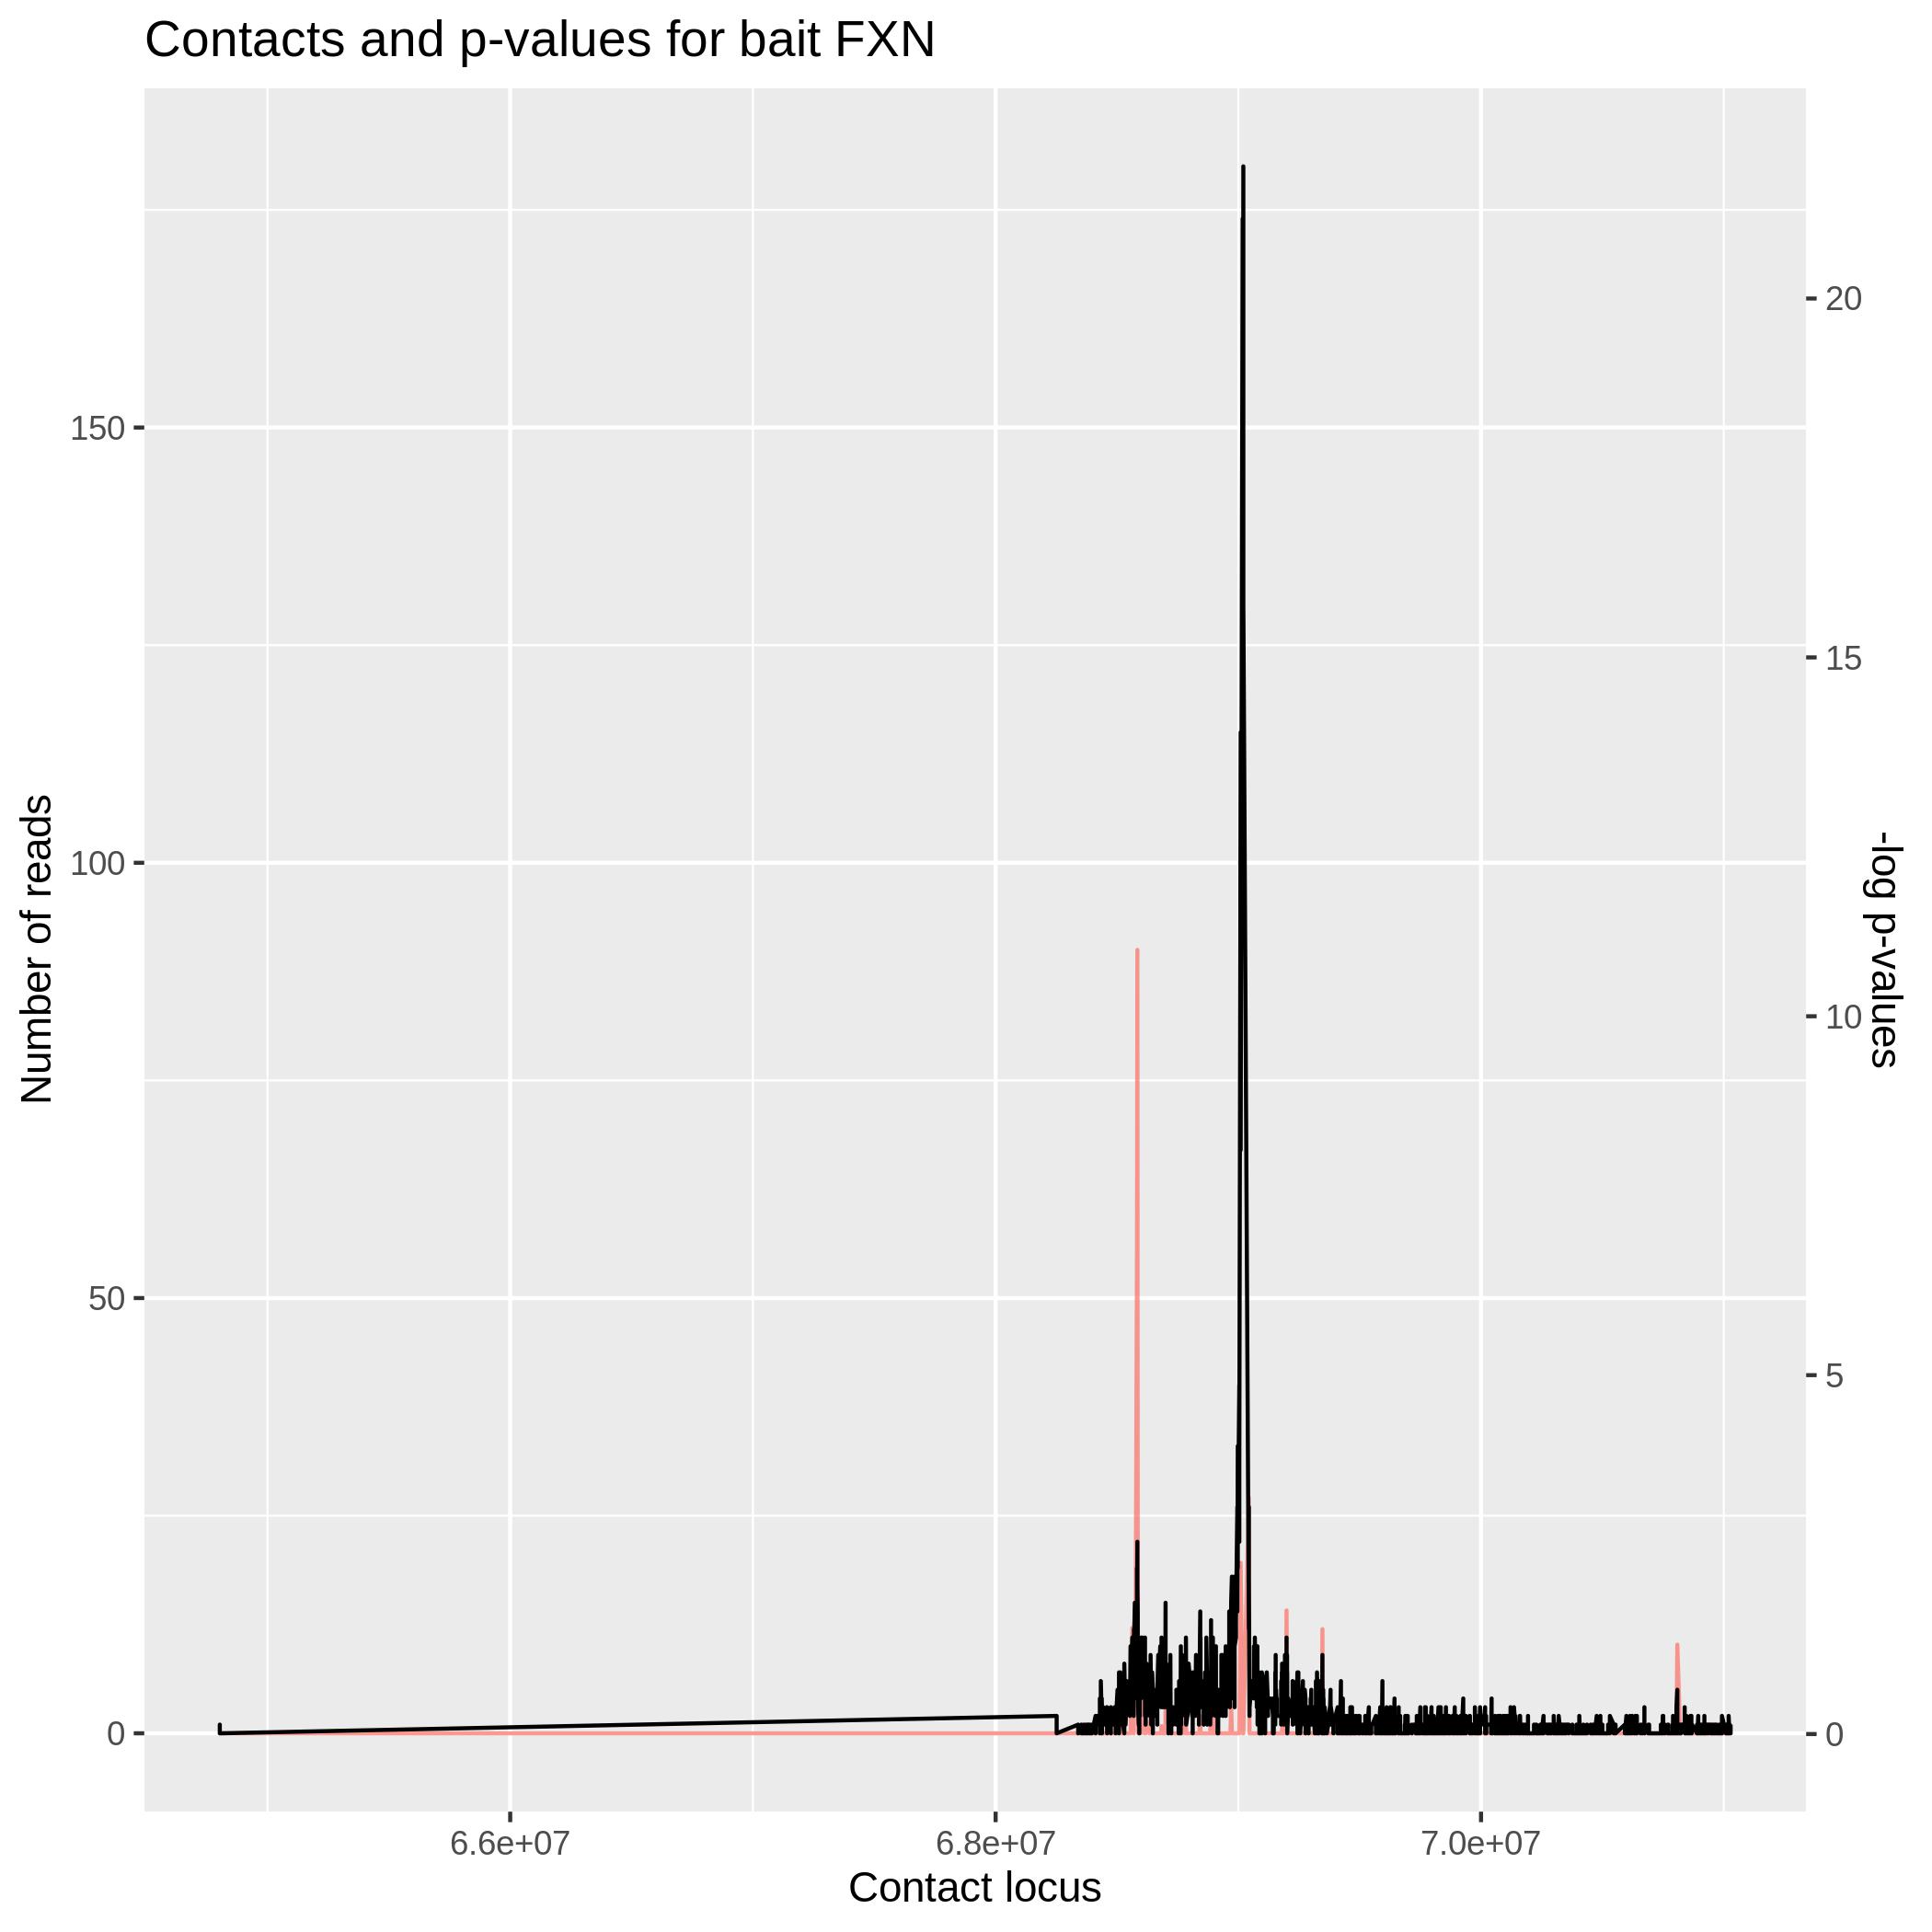 Contacts and p-values for bait FXN
Number of reads
150
100
50
0
20
15
10
5
0
-log p-values
6.6e+07
6.8e+07
7.0e+07
Contact locus